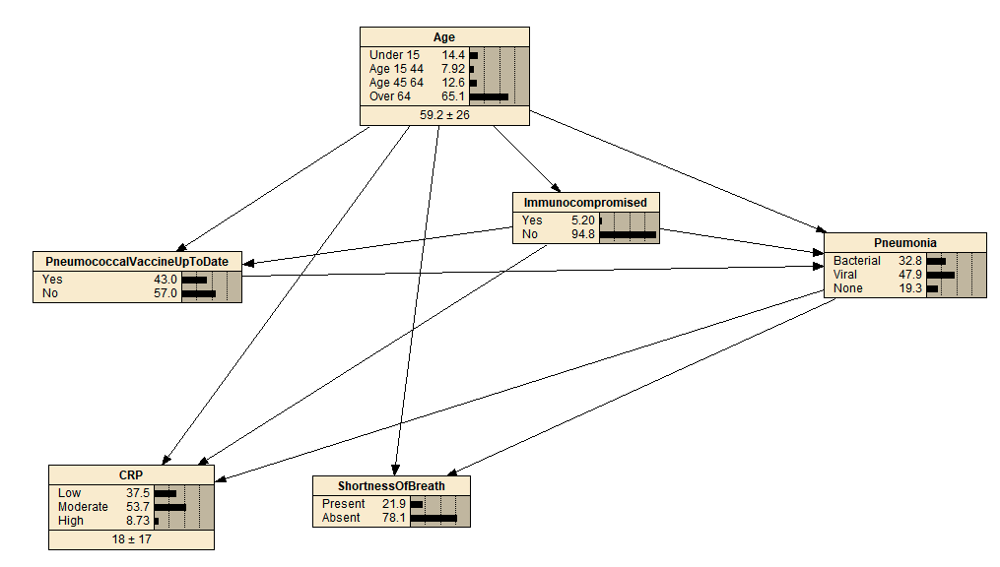 Age
Under 15 14.4
Age 15 44 7.92
Age 45 64 12.6
Over 64 65.1
59.2 ± 26
Immunocompromised
Yes 5.20
No 94.8
Pneumonia
Bacterial 32.8
Viral 47.9
None 19.3
PneumococcalVaccineUpToDate
Yes 43.0
No 57.0
CRP
Low 37.5
Moderate 53.7
High 8.73
18 ± 17
ShortnessOfBreath
Present 21.9
Absent 78.1